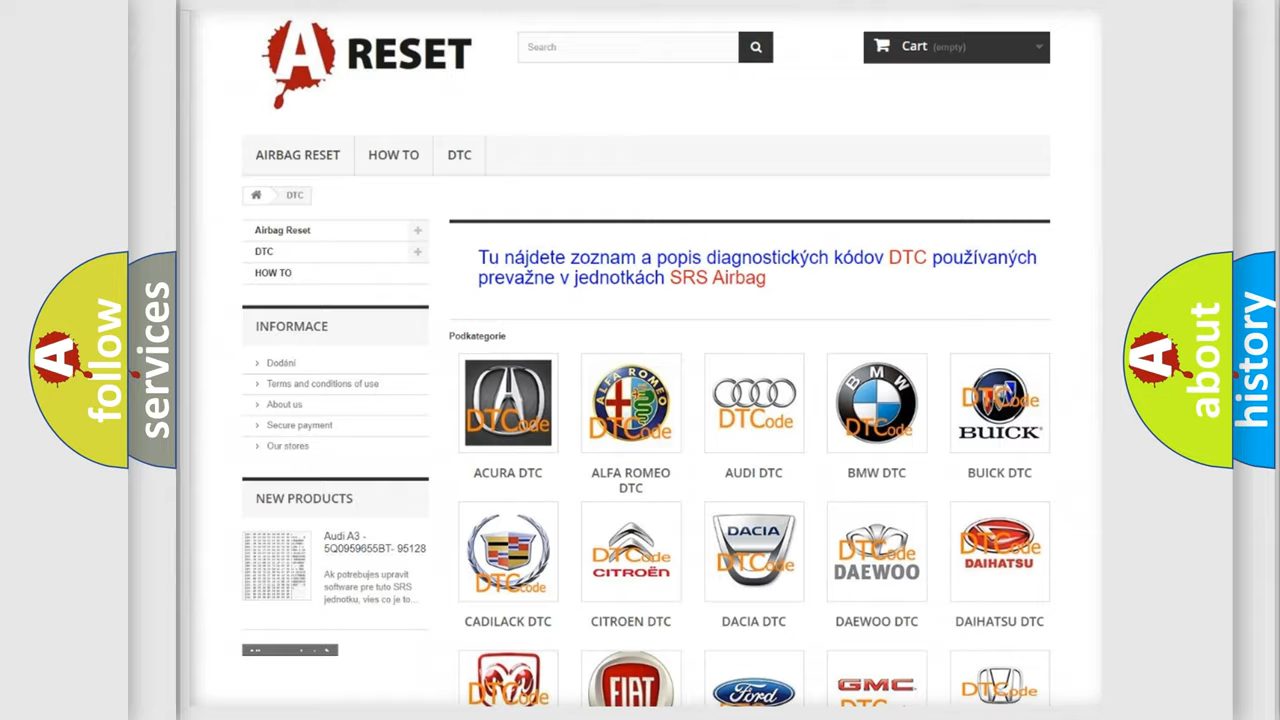 A RESET
Search
Cart (empty)
AIRBAG RESET
HOW TO
DTC
DTC
Airbag Reset
DTC
HOW TO
INFORMACE
Dodání
Terms and conditions of use
About us
Secure payment
Our stores
NEW PRODUCTS
Audi A3 -
5Q0959655BT- 95128
Ak potrebujes upravit
software pre tuto SRS
jednotku, vies co je to...
Tu nájdete zoznam a popis diagnostických kódov DTC používaných
prevažne v jednotkách SRS Airbag
Podkategorie
DTCode
ALFA ROMEO
DTCode
DTCode
BMW
DTCode
DTCode
BUICK
ACURA DTC
ALFA ROMEO
DTC
AUDI DTC
BMW DTC
BUICK DTC
DTCode
DTCode
CITROËN
DACIA
DTCode
DTCode
DAEWOO
DTCode
DAIHATSU
CADILACK DTC
CITROEN DTC
DACIA DTC
DAEWOO DTC
DAIHATSU DTC
DTCode
FIAT
Ford
GMC
DTCode
A follow
services
A about
history